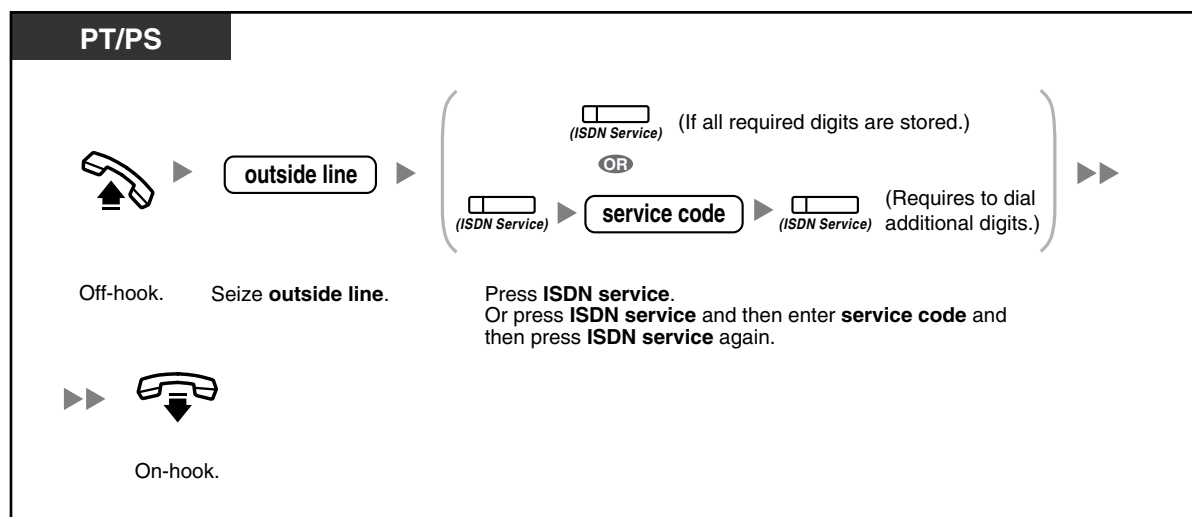 PT/PS
(ISDN Service) (If all required digits are stored.)
OR
outside line
(ISDN Service) service code (ISDN Service) (Requires to dial
additional digits.)
Off-hook. Seize outside line. Press ISDN service.
Or press ISDN service and then enter service code and
then press ISDN service again.
On-hook.